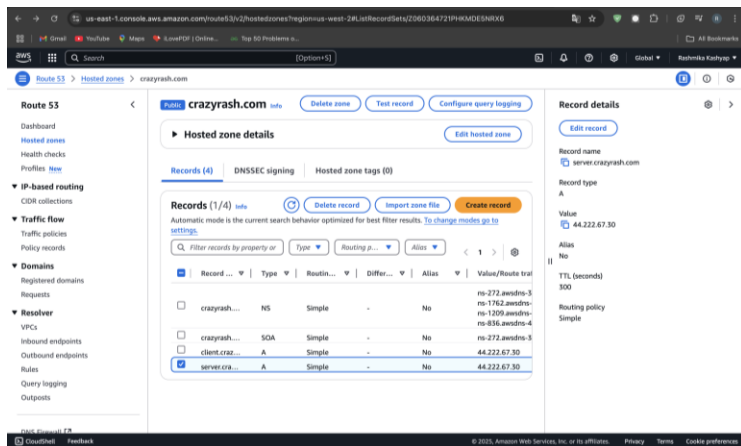 us-east-1.console.aws.amazon.com/route53/v2/hostedzones?region=us-west-2#ListRecordSets/Z060364721PHKMDESNRX6
Gmail YouTube Maps iLovePDF | Online... Top 50 Problems o... All Bookmarks
aws Search [Option+S] Global Rashmika Kashyap
Route 53 > Hosted zones > crazyrash.com
Route 53
Dashboard
Hosted zones
Health checks
Profiles New
IP-based routing
CIDR collections
Traffic flow
Traffic policies
Policy records
Domains
Registered domains
Requests
Resolver
VPCs
Inbound endpoints
Outbound endpoints
Rules
Query logging
Outposts
DNS Firewall
Public crazyrash.com Info Delete zone Test record Configure query logging
Hosted zone details Edit hosted zone
Records (4) DNSSEC signing Hosted zone tags (0)
Records (1/4) Info Delete record Import zone file Create record
Automatic mode is the current search behavior optimized for best filter results. To change modes go to
settings.
Filter records by property or Type Routing p... Alias 1
Record ... Type Routin... Differ... Alias Value/Route traf
crazyrash.... NS Simple - No ns-272.awsdns-3
ns-1762.awsdns-
ns-1209.awsdns-
ns-836.awsdns-4
crazyrash.... SOA Simple - No ns-272.awsdns-3
client.craz... A Simple - No 44.222.67.30
server.cra... A Simple - No 44.222.67.30
Record details
Edit record
Record name
server.crazyrash.com
Record type
A
Value
44.222.67.30
Alias
No
TTL (seconds)
300
Routing policy
Simple
CloudShell Feedback © 2025, Amazon Web Services, Inc. or its affiliates. Privacy Terms Cookie preferences